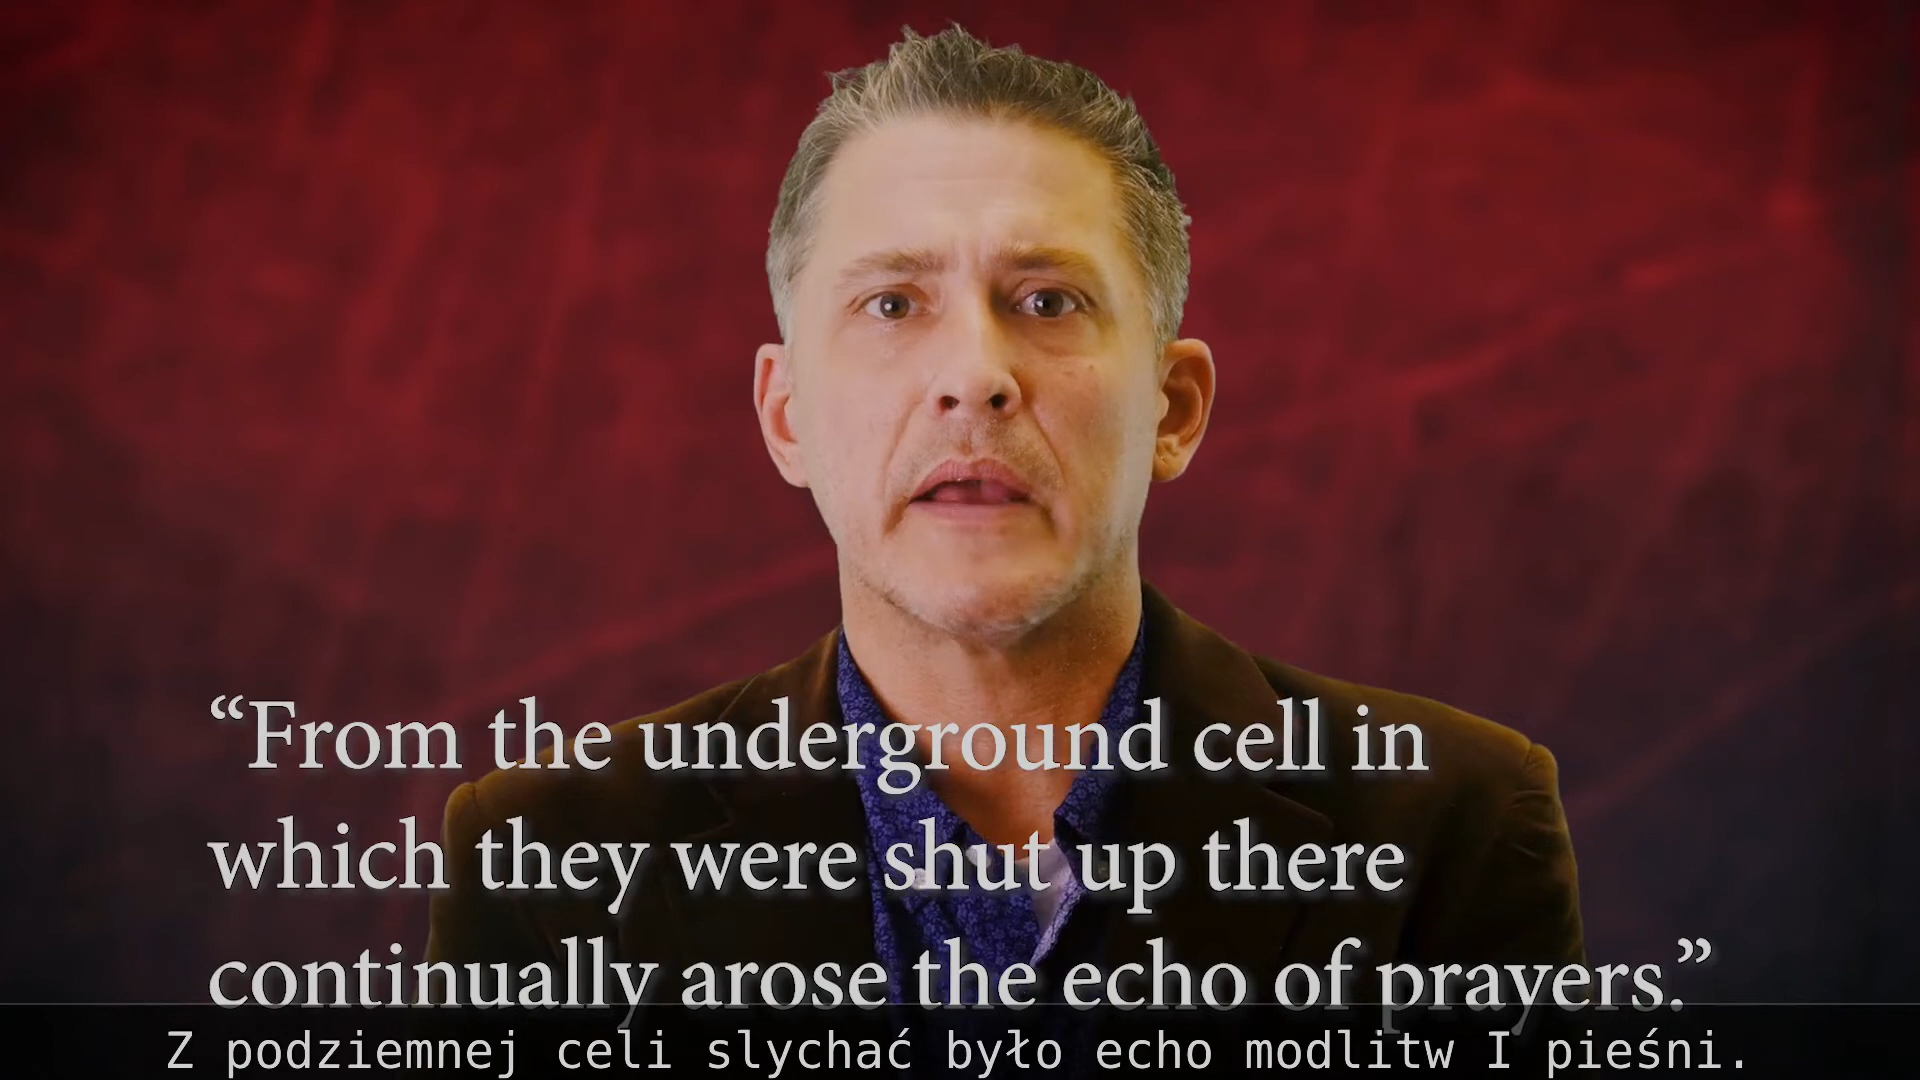 “From the underground cell in
which they were shut up there
continually arose the echo of prayers.”
Z podziemnej celi slychać było echo modlitw I pieśni.